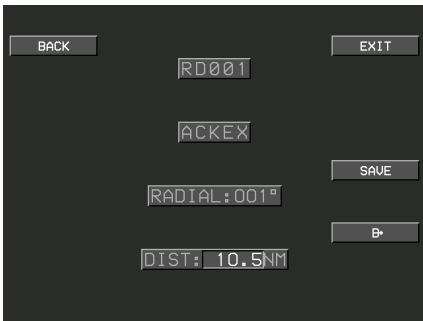 BACK
EXIT
RD001
ACKEX
SAVE
RADIAL:001°
D→
DIST: 10.5NM